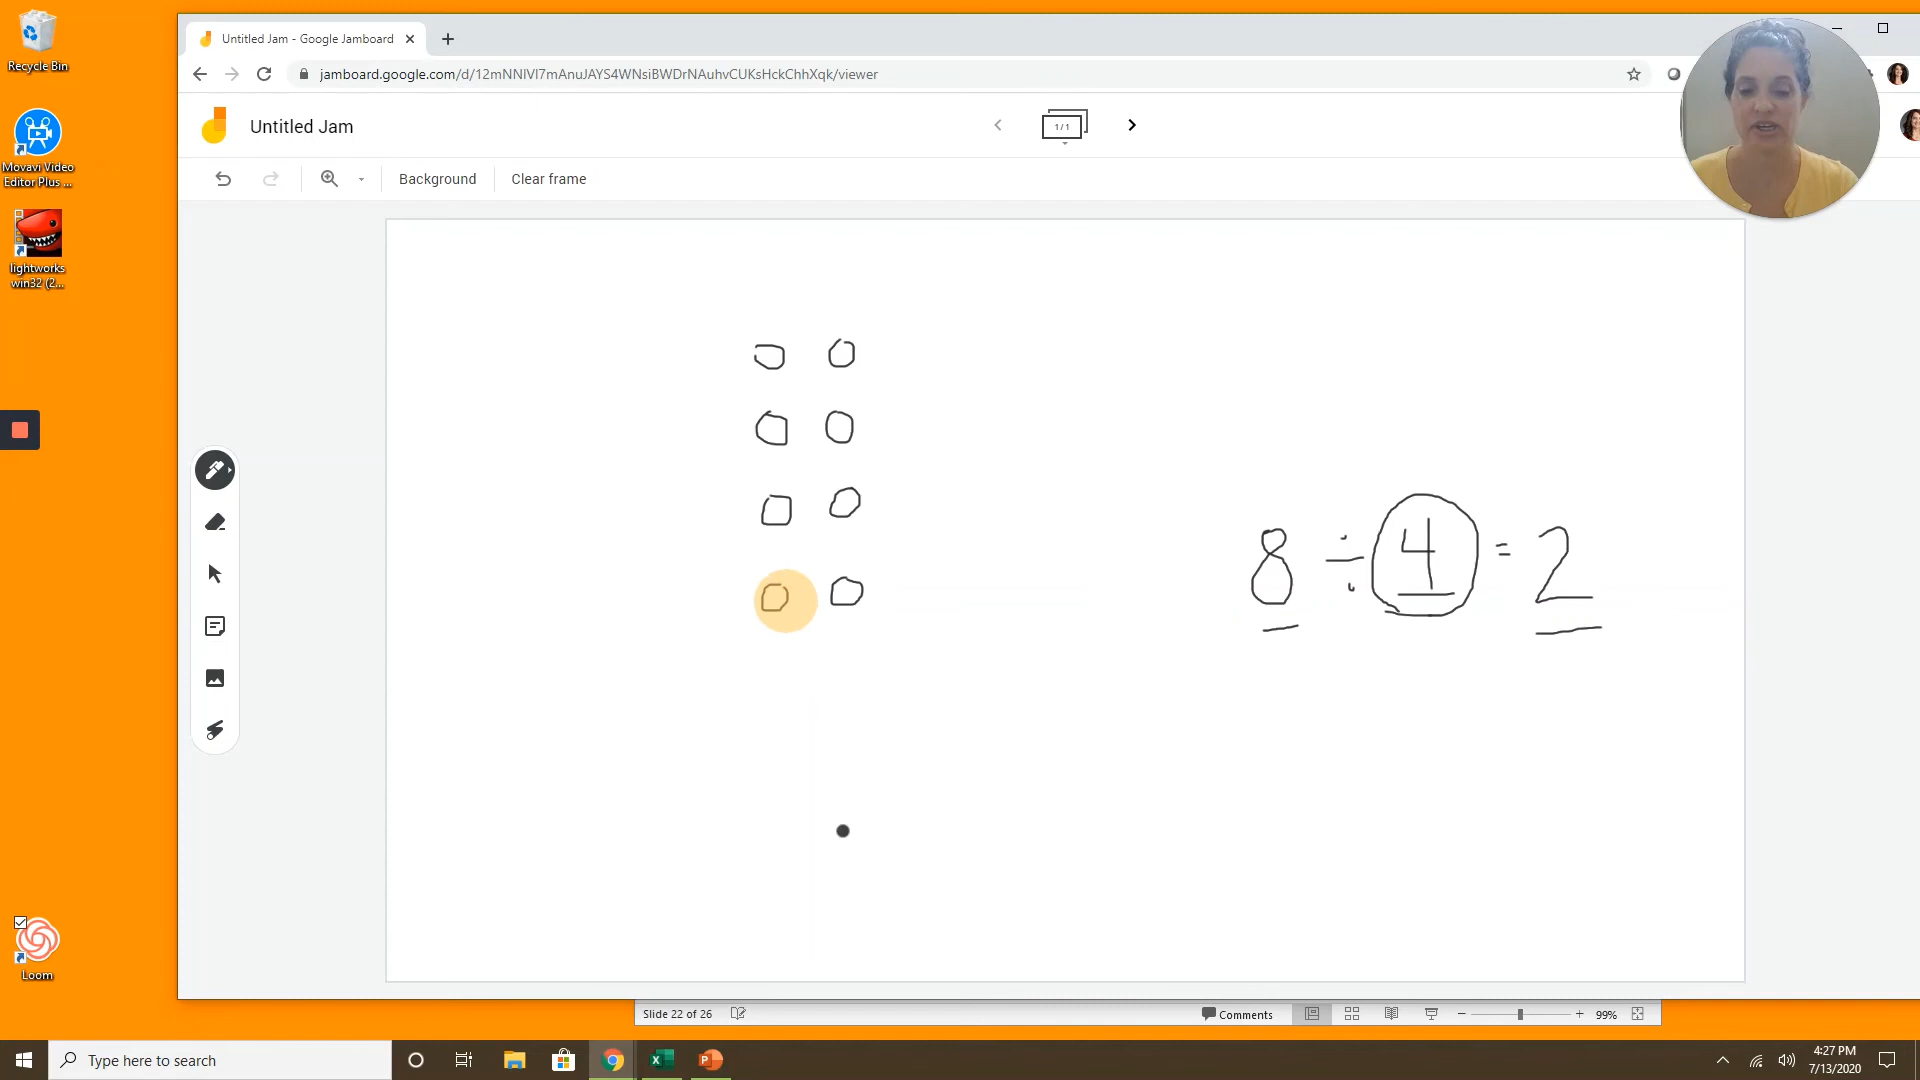 Recycle Bin
Untitled Jam - Google Jamboard
jamboard.google.com/d/12mNNIVI7mAnuJAYS4WNsiBWDrNAuhvCUKsHckChhXqk/viewer
Untitled Jam
1/1
Background
Clear frame
Movavi Video
Editor Plus ...
lightworks
win32 (2...
8 ÷ 4 = 2
Loom
Slide 22 of 26
Comments
99%
Type here to search
4:27 PM
7/13/2020